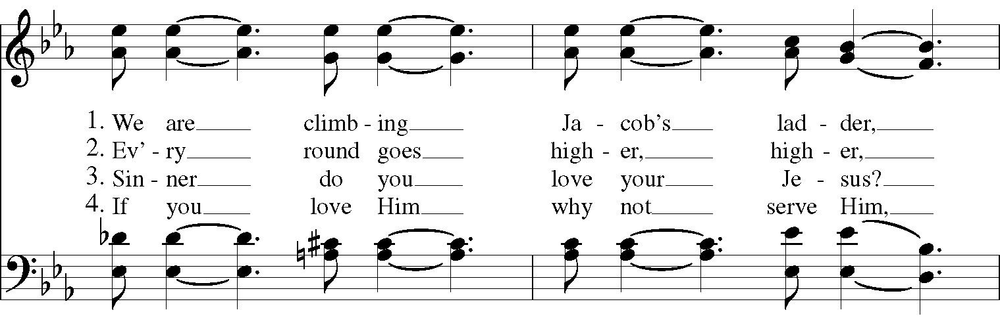 1. We are climb - ing Ja - cob’s lad - der,
2. Ev’ - ry round goes high - er, high - er,
3. Sin - ner do you love your Je - sus?
4. If you love Him why not serve Him,